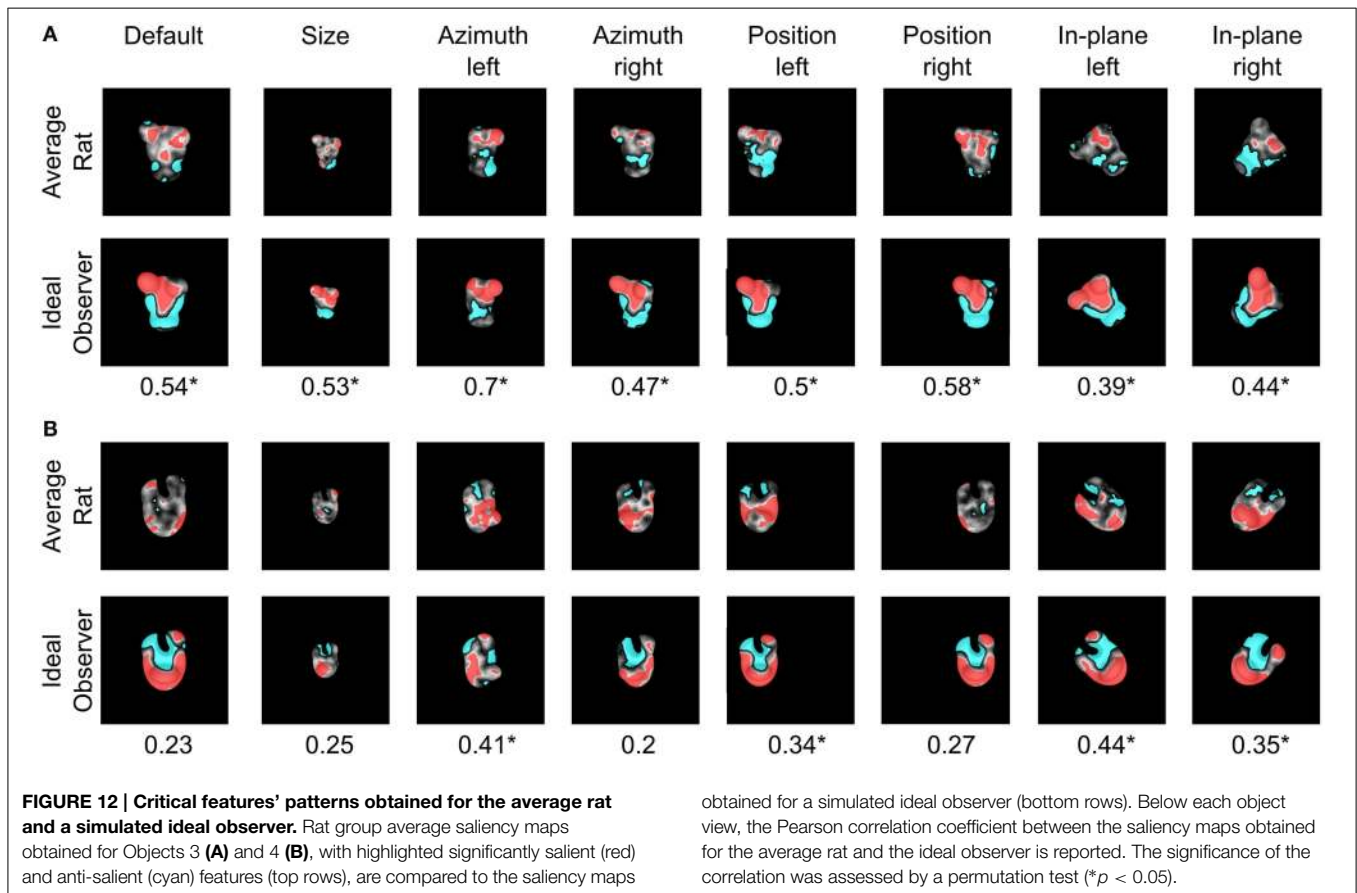 A
Default Size Azimuth left Azimuth right Position left Position right In-plane left In-plane right
Average Rat
Ideal Observer
0.54* 0.53* 0.7* 0.47* 0.5* 0.58* 0.39* 0.44*
B
Average Rat
Ideal Observer
0.23 0.25 0.41* 0.2 0.34* 0.27 0.44* 0.35*
FIGURE 12 | Critical features' patterns obtained for the average rat
and a simulated ideal observer. Rat group average saliency maps
obtained for Objects 3 (A) and 4 (B), with highlighted significantly salient (red)
and anti-salient (cyan) features (top rows), are compared to the saliency maps
obtained for a simulated ideal observer (bottom rows). Below each object
view, the Pearson correlation coefficient between the saliency maps obtained
for the average rat and the ideal observer is reported. The significance of the
correlation was assessed by a permutation test (*p < 0.05).